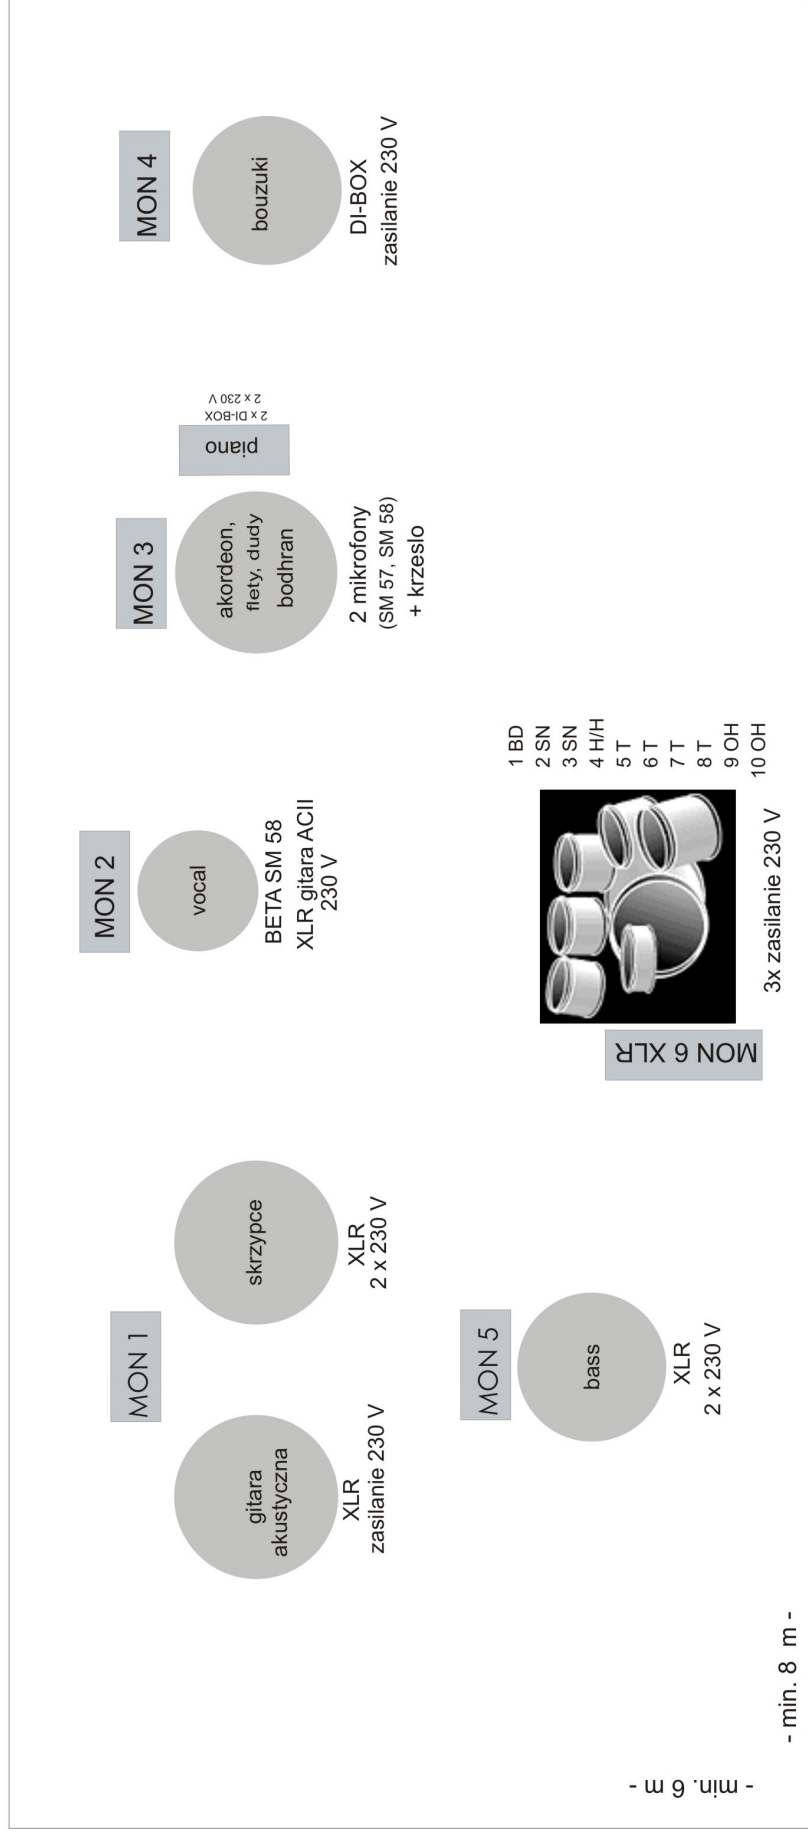 MON 1
gitara
akustyczna
XLR
zasilanie 230 V
skrzypce
XLR
2 x 230 V
MON 2
vocal
BETA SM 58
XLR gitara ACII
230 V
MON 3
akordeon,
flety, dudy
bodhran
2 mikrofony
(SM 57, SM 58)
+ krzeslo
piano
2 x DI-BOX
2 x 230 V
MON 4
bouzuki
DI-BOX
zasilanie 230 V
MON 5
bass
XLR
2 x 230 V
MON 6 XLR
1 BD
2 SN
3 SN
4 H/H
5 T
6 T
7 T
8 T
9 OH
10 OH
3x zasilanie 230 V
- min. 6 m -
- min. 8 m -